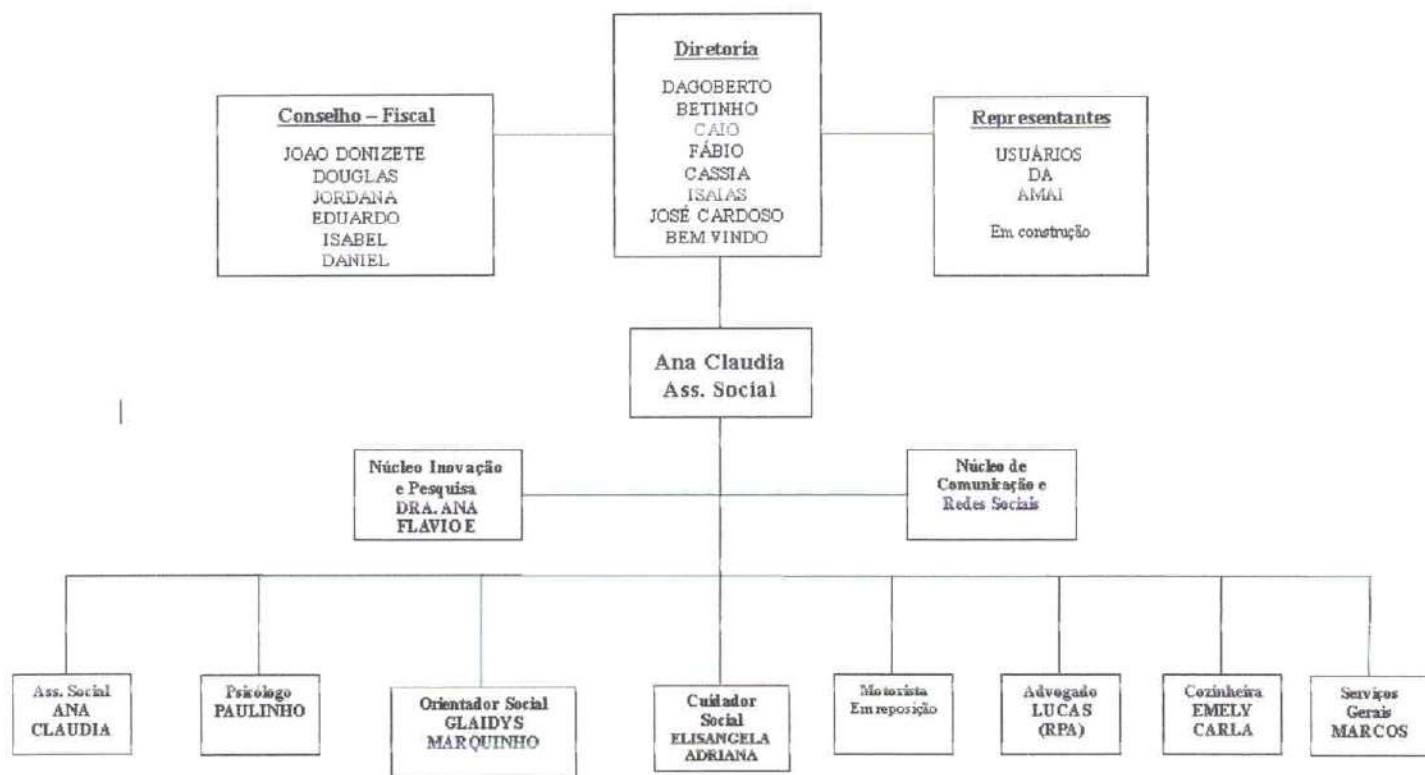 Diretoria
DAGOBERTO
BETINHO
CAIO
FÁBIO
CASSIA
ISAIAS
JOSÉ CARDOSO
BEM VINDO
Conselho – Fiscal
JOAO DONIZETE
DOUGLAS
JORDANA
EDUARDO
ISABEL
DANIEL
Representantes
USUÁRIOS
DA
AMAI
Em construção
Ana Claudia
Ass. Social
Núcleo Inovação
e Pesquisa
DRA. ANA
FLAVIO E
Núcleo de
Comunicação e
Redes Sociais
Ass. Social
ANA
CLAUDIA
Psicólogo
PAULINHO
Orientador Social
GLAIDYS
MARQUINHO
Cuidador
Social
ELISANGELA
ADRIANA
Motorista
Em reposição
Advogado
LUCAS
(RPA)
Cozinheira
EMELY
CARLA
Serviços
Gerais
MARCOS